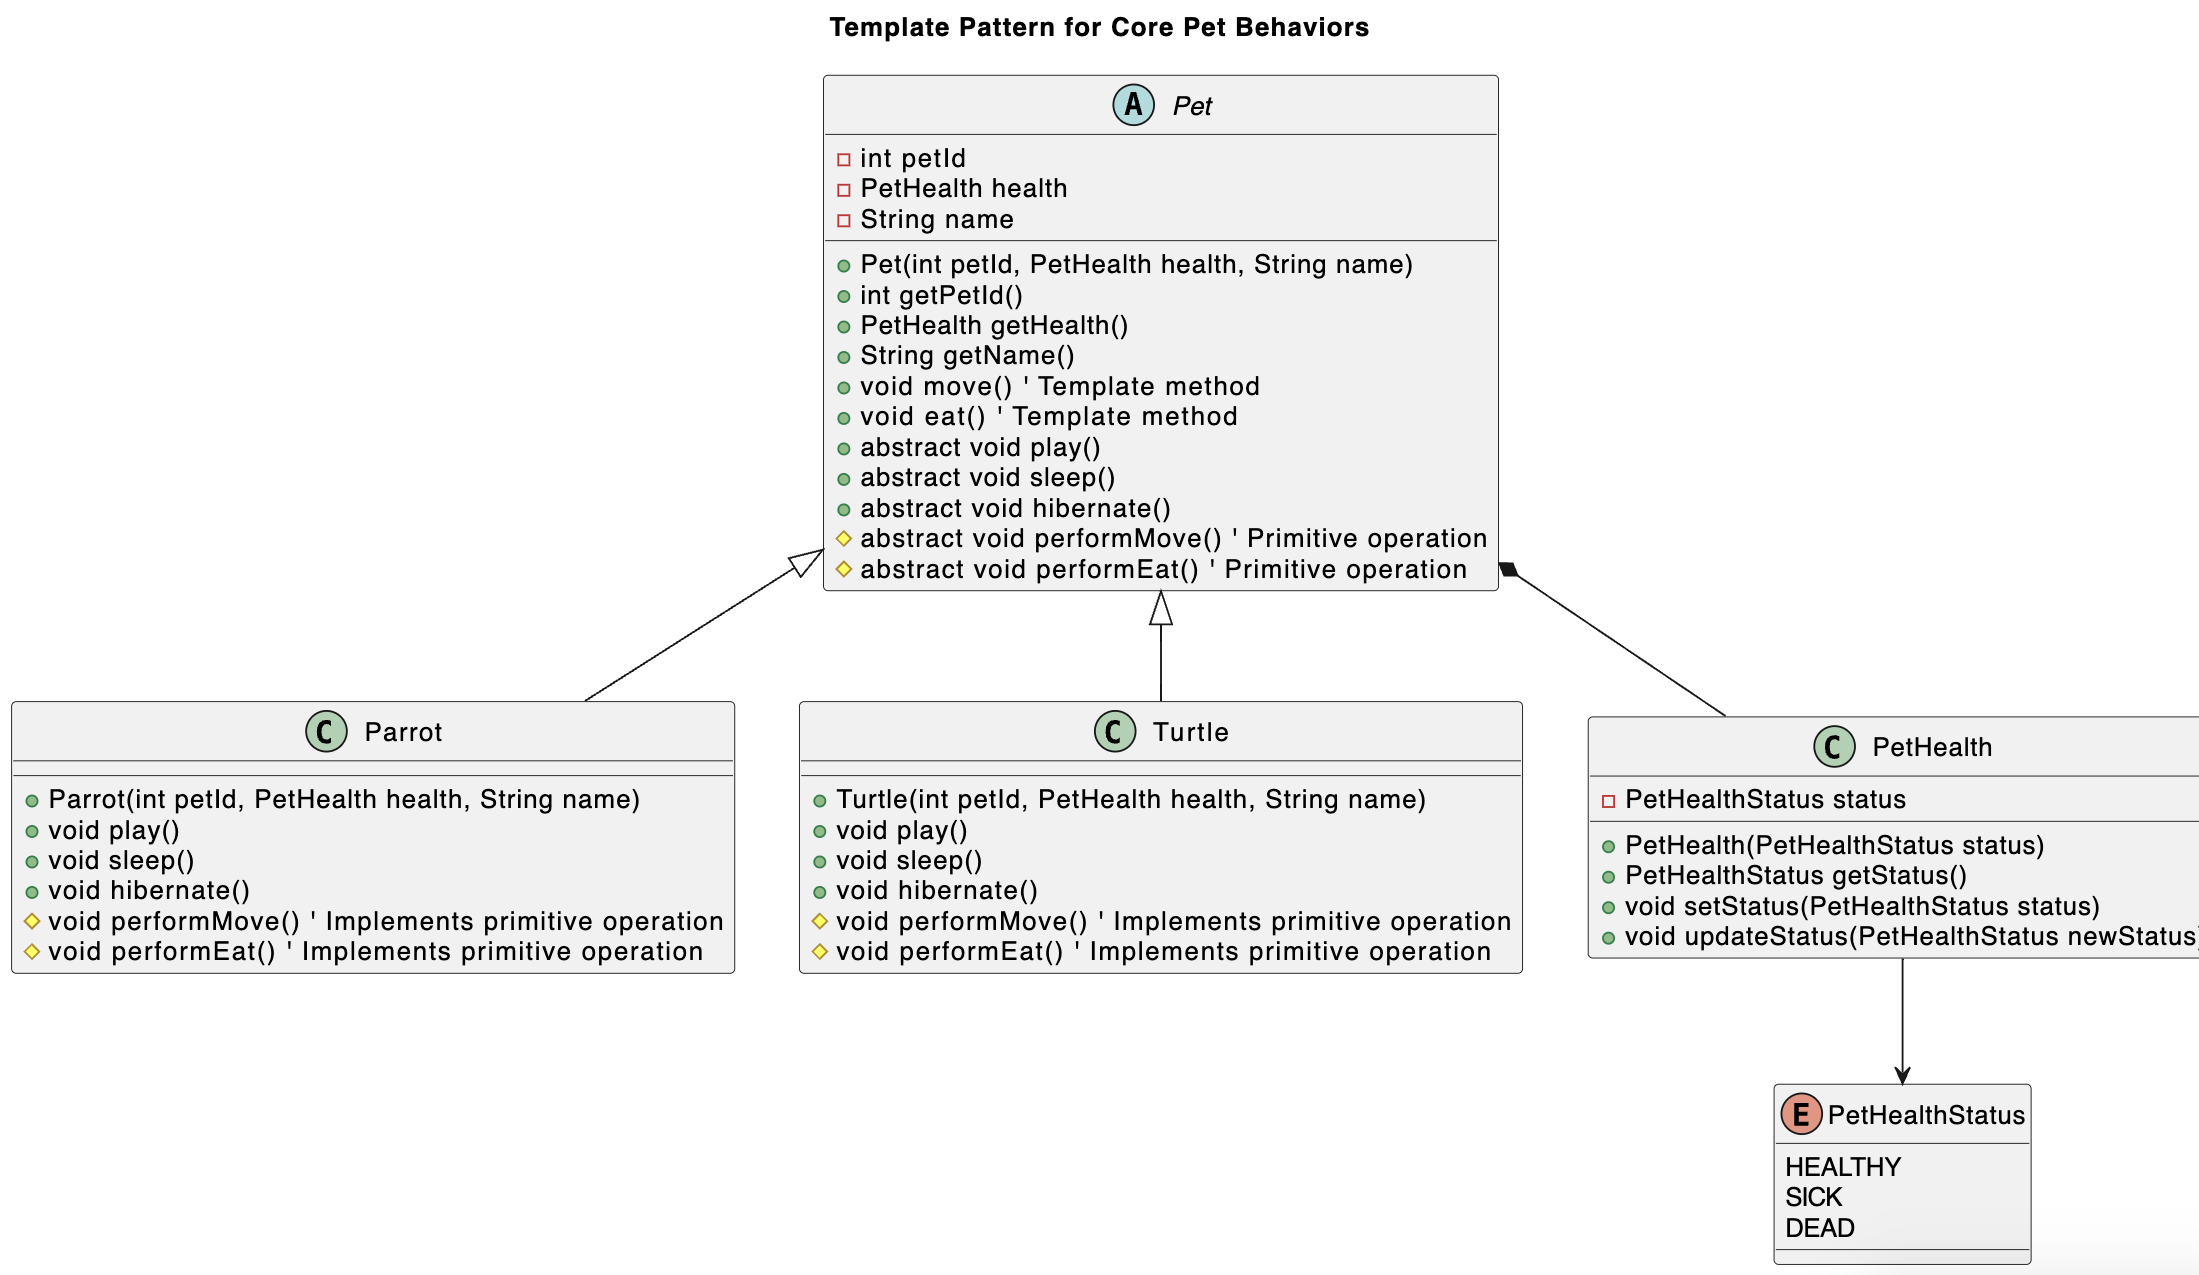 Template Pattern for Core Pet Behaviors
A Pet
int petId
PetHealth health
String name
Pet(int petId, PetHealth health, String name)
int getPetId()
PetHealth getHealth()
String getName()
void move() ' Template method
void eat() ' Template method
abstract void play()
abstract void sleep()
abstract void hibernate()
abstract void performMove() ' Primitive operation
abstract void performEat() ' Primitive operation
C Parrot
Parrot(int petId, PetHealth health, String name)
void play()
void sleep()
void hibernate()
void performMove() ' Implements primitive operation
void performEat() ' Implements primitive operation
C Turtle
Turtle(int petId, PetHealth health, String name)
void play()
void sleep()
void hibernate()
void performMove() ' Implements primitive operation
void performEat() ' Implements primitive operation
C PetHealth
PetHealthStatus status
PetHealth(PetHealthStatus status)
PetHealthStatus getStatus()
void setStatus(PetHealthStatus status)
void updateStatus(PetHealthStatus newStatus)
E PetHealthStatus
HEALTHY
SICK
DEAD